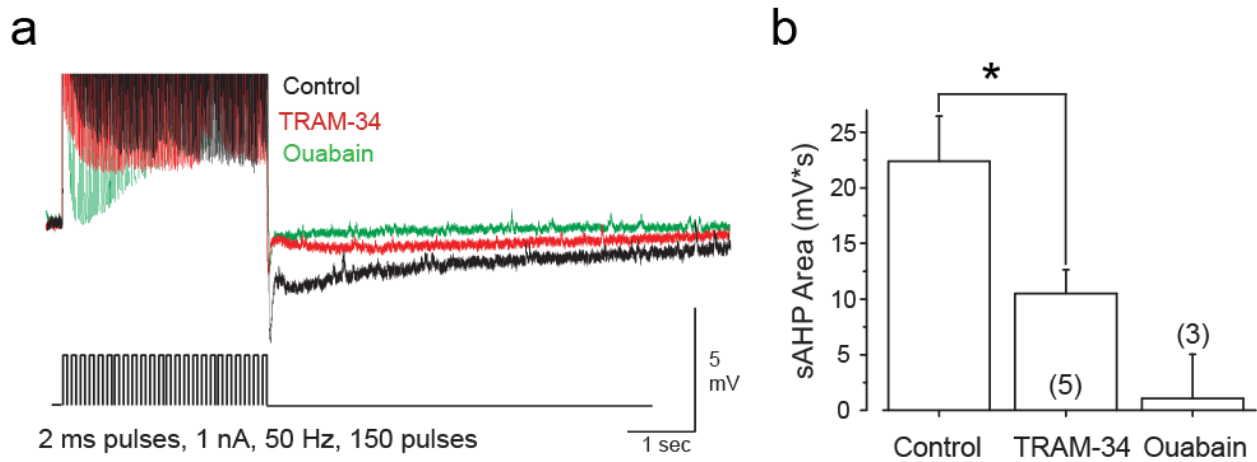 a
Control
TRAM-34
Ouabain
5
mV
1 sec
2 ms pulses, 1 nA, 50 Hz, 150 pulses
b
*
25
20
15
10
5
0
sAHP Area (mV*s)
(5)
(3)
Control TRAM-34 Ouabain